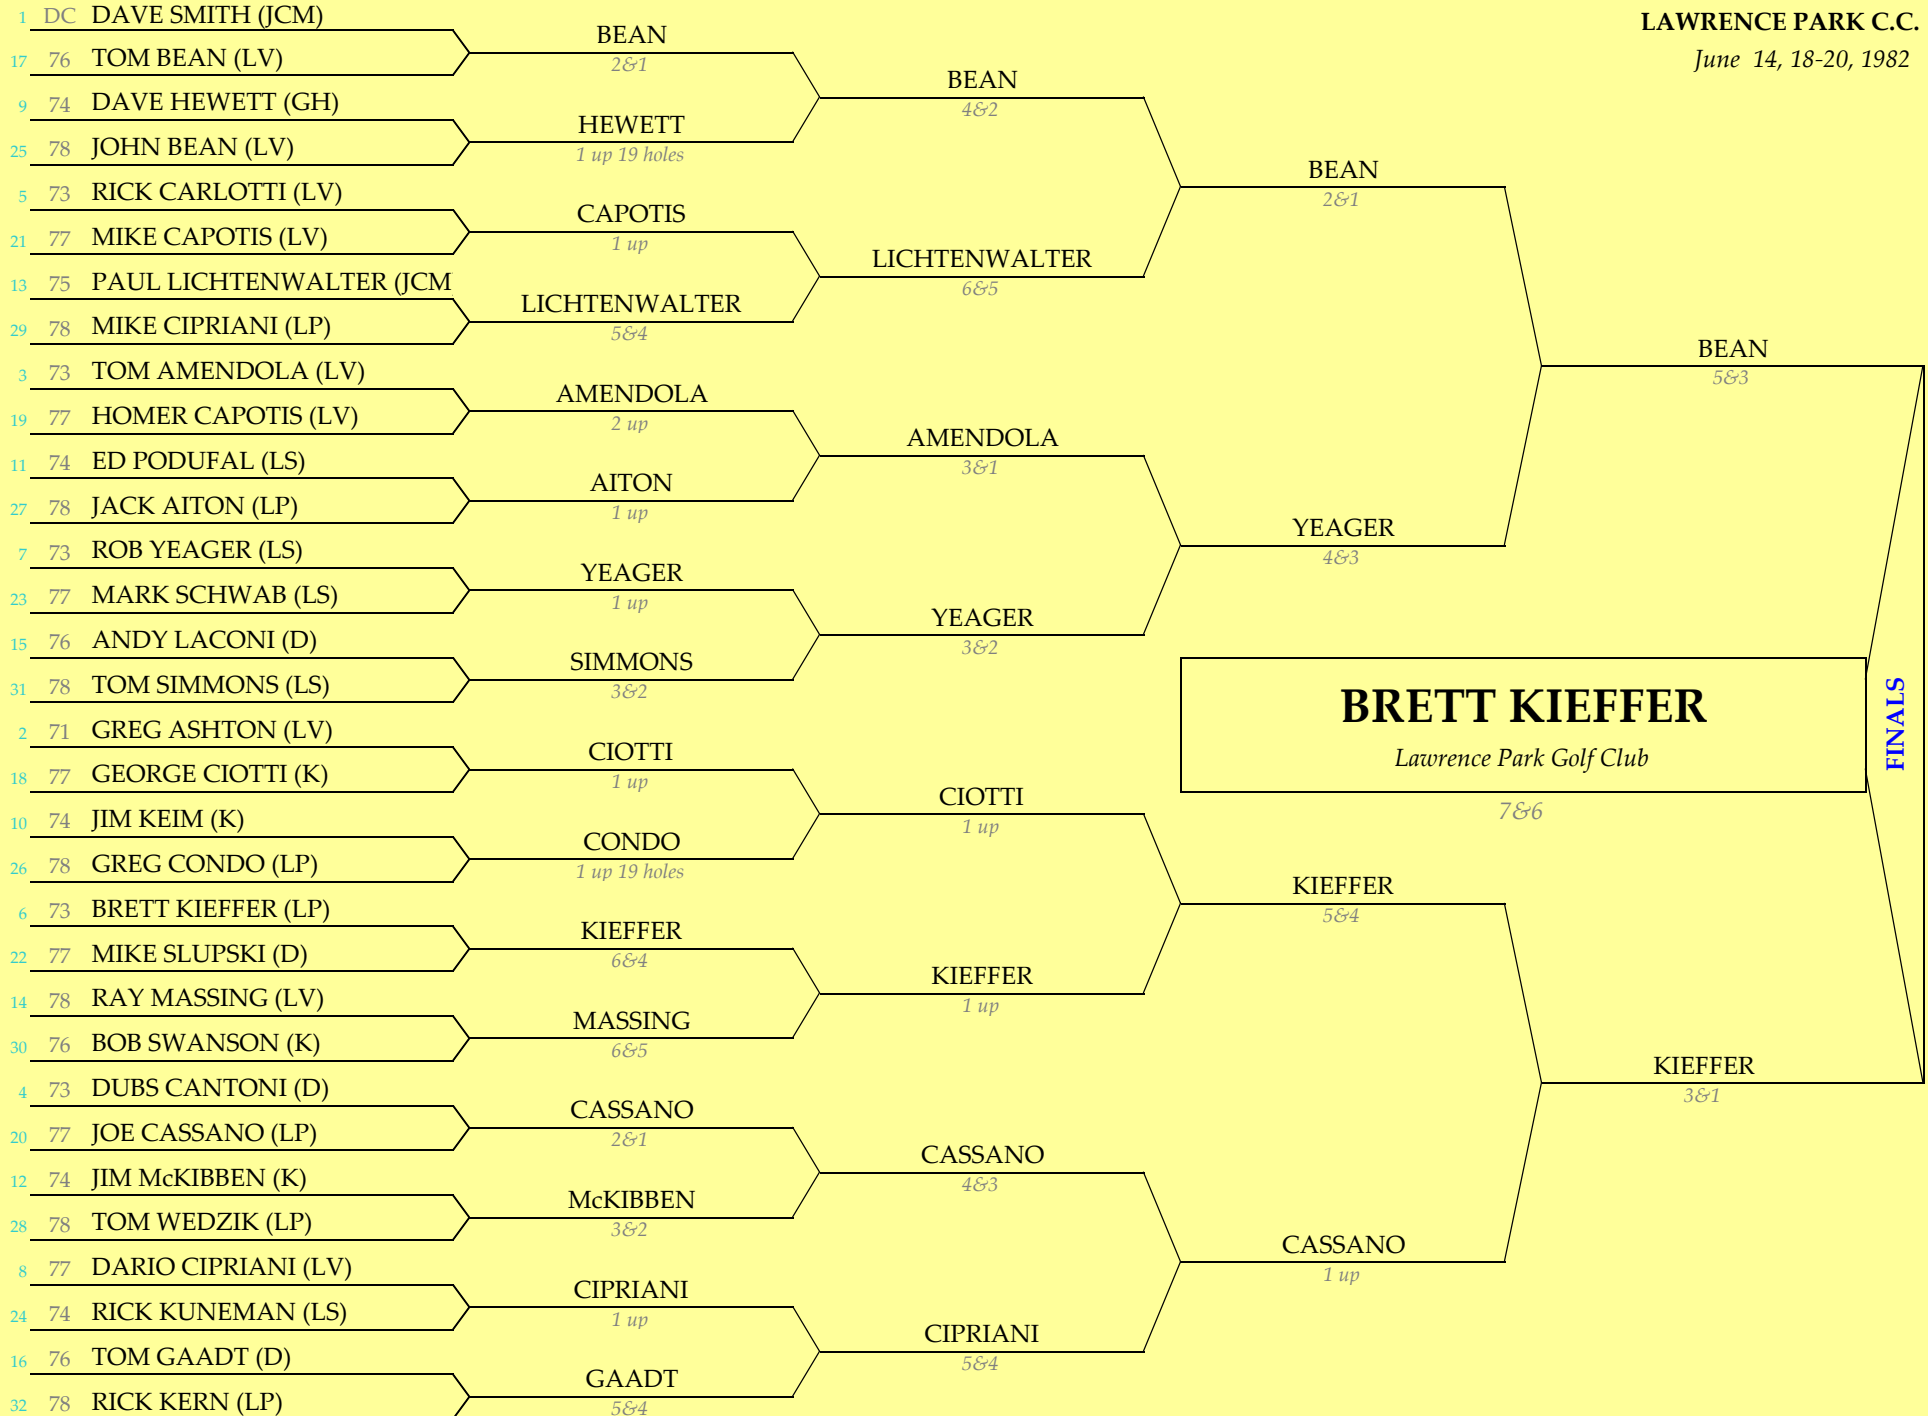 LAWRENCE PARK C.C.
June 14, 18-20, 1982
1 DC DAVE SMITH (JCM)
17 76 TOM BEAN (LV)
9 74 DAVE HEWETT (GH)
25 78 JOHN BEAN (LV)
5 73 RICK CARLOTTI (LV)
21 77 MIKE CAPOTIS (LV)
13 75 PAUL LICHTENWALTER (JCM
29 78 MIKE CIPRIANI (LP)
3 73 TOM AMENDOLA (LV)
19 77 HOMER CAPOTIS (LV)
11 74 ED PODUFAL (LS)
27 78 JACK AITON (LP)
7 73 ROB YEAGER (LS)
23 77 MARK SCHWAB (LS)
15 76 ANDY LACONI (D)
31 78 TOM SIMMONS (LS)
2 71 GREG ASHTON (LV)
18 77 GEORGE CIOTTI (K)
10 74 JIM KEIM (K)
26 78 GREG CONDO (LP)
6 73 BRETT KIEFFER (LP)
22 77 MIKE SLUPSKI (D)
14 78 RAY MASSING (LV)
30 76 BOB SWANSON (K)
4 73 DUBS CANTONI (D)
20 77 JOE CASSANO (LP)
12 74 JIM McKIBBEN (K)
28 78 TOM WEDZIK (LP)
8 77 DARIO CIPRIANI (LV)
24 74 RICK KUNEMAN (LS)
16 76 TOM GAADT (D)
32 78 RICK KERN (LP)
BEAN
2&1
HEWETT
1 up 19 holes
CAPOTIS
1 up
LICHTENWALTER
5&4
AMENDOLA
2 up
AITON
1 up
YEAGER
1 up
SIMMONS
3&2
CIOTTI
1 up
CONDO
1 up 19 holes
KIEFFER
6&4
MASSING
6&5
CASSANO
2&1
McKIBBEN
3&2
CIPRIANI
1 up
GAADT
5&4
BEAN
4&2
LICHTENWALTER
6&5
AMENDOLA
3&1
YEAGER
3&2
CIOTTI
1 up
KIEFFER
1 up
CASSANO
4&3
CIPRIANI
5&4
BEAN
2&1
YEAGER
4&3
KIEFFER
5&4
CASSANO
1 up
BEAN
5&3
KIEFFER
3&1
BRETT KIEFFER
Lawrence Park Golf Club
7&6
FINALS